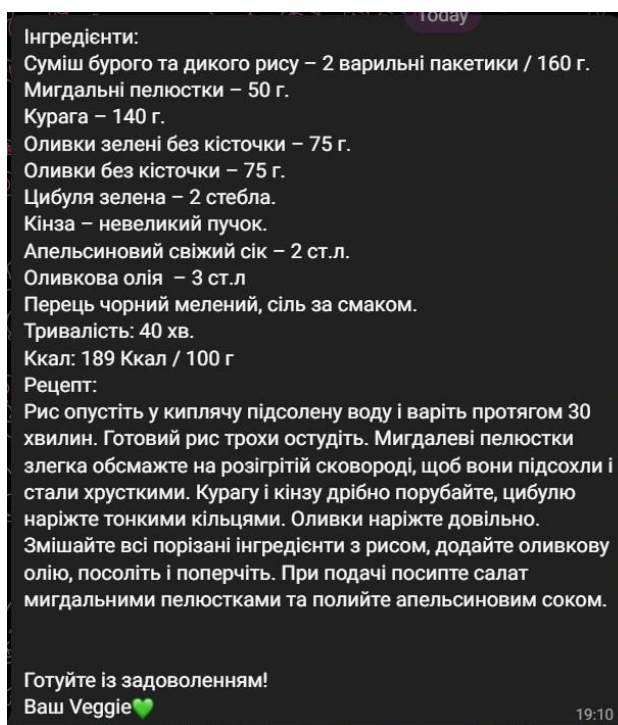 Today
Інгредієнти:
Суміш бурого та дикого рису – 2 варильні пакетики / 160 г.
Мигдальні пелюстки – 50 г.
Курага – 140 г.
Оливки зелені без кісточки – 75 г.
Оливки без кісточки – 75 г.
Цибуля зелена – 2 стебла.
Кінза – невеликий пучок.
Апельсиновий свіжий сік – 2 ст.л.
Оливкова олія – 3 ст.л
Перець чорний мелений, сіль за смаком.
Тривалість: 40 хв.
Ккал: 189 Ккал / 100 г
Рецепт:
Рис опустіть у киплячу підсолену воду і варіть протягом 30
хвилин. Готовий рис трохи остудіть. Мигдалеві пелюстки
злегка обсмажте на розігрітій сковороді, щоб вони підсохли і
стали хрусткими. Курагу і кінзу дрібно порубайте, цибулю
наріжте тонкими кільцями. Оливки наріжте довільно.
Змішайте всі порізані інгредієнти з рисом, додайте оливкову
олію, посоліть і поперчіть. При подачі посипте салат
мигдальними пелюстками та полийте апельсиновим соком.
Готуйте із задоволенням!
Ваш Veggie💚
19:10